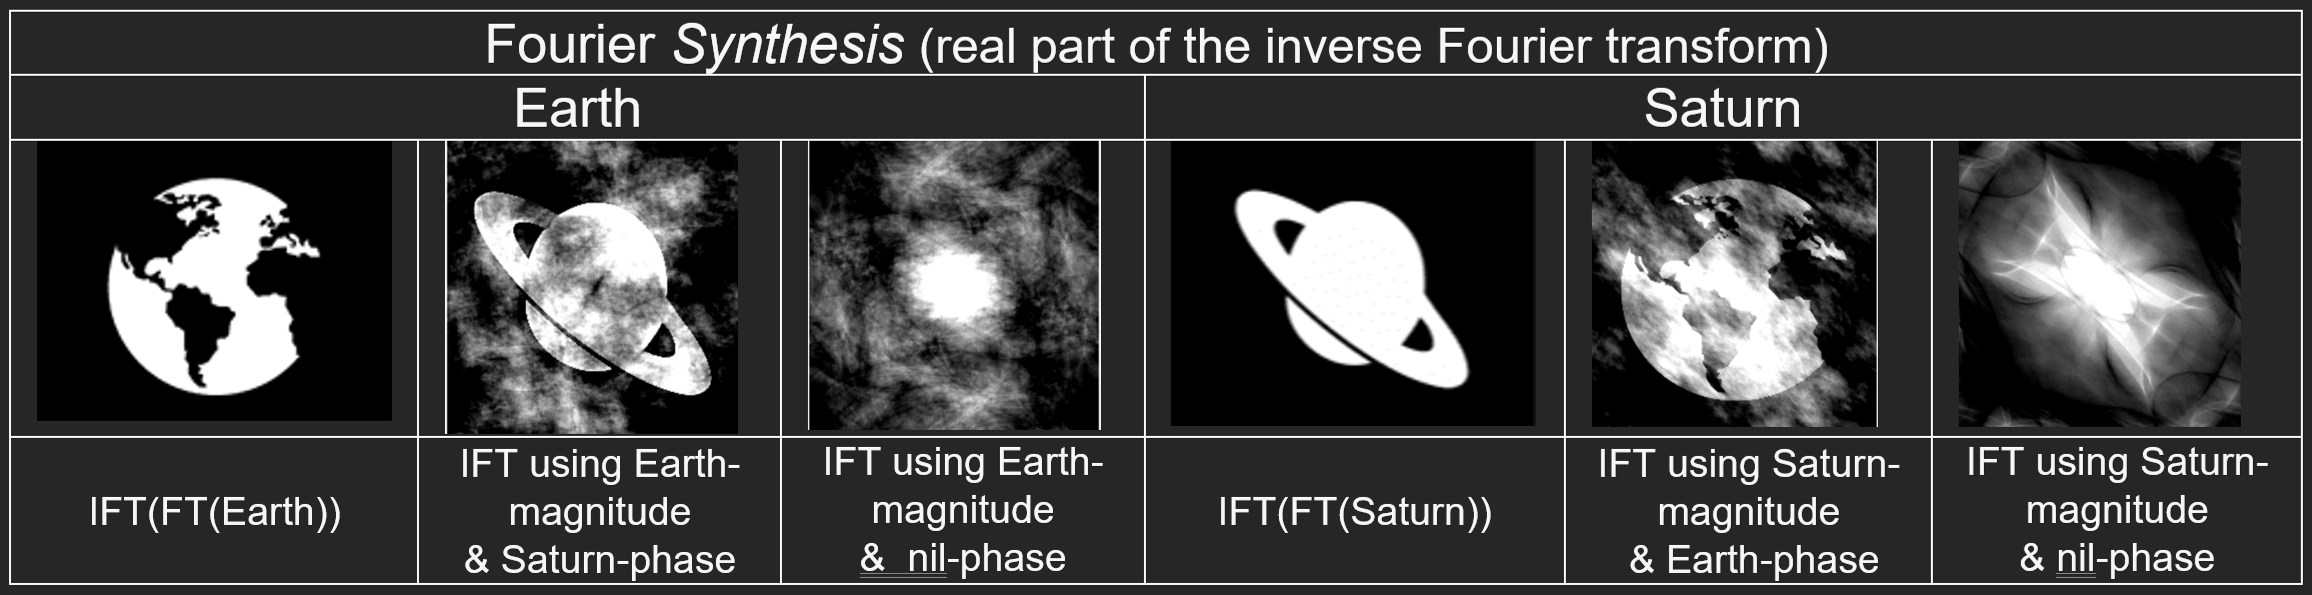 Fourier Synthesis (real part of the inverse Fourier transform)
Earth
Saturn
IFT(FT(Earth))
IFT using Earth-
magnitude
& Saturn-phase
IFT using Earth-
magnitude
& nil-phase
IFT(FT(Saturn))
IFT using Saturn-
magnitude
& Earth-phase
IFT using Saturn-
magnitude
& nil-phase